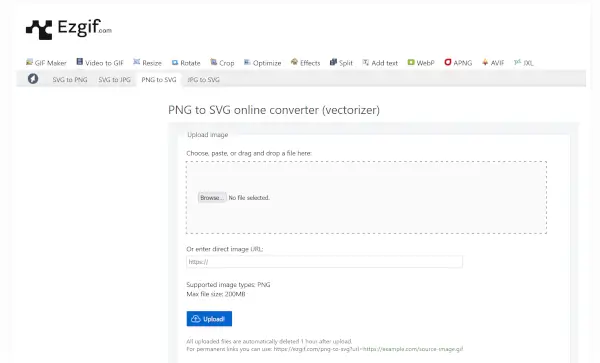 Ezgif.com
GIF Maker Video to GIF Resize Rotate Crop Optimize Effects Split Add text WebP APNG AVIF JXL
SVG to PNG SVG to JPG PNG to SVG JPG to SVG
PNG to SVG online converter (vectorizer)
Upload image
Choose, paste, or drag and drop a file here:
Browse... No file selected.
Or enter direct image URL:
https://
Supported image types: PNG
Max file size: 200MB
Upload!
All uploaded files are automatically deleted 1 hour after upload.
For permanent links you can use: https://ezgif.com/png-to-svg?url=https://example.com/source-image.gif